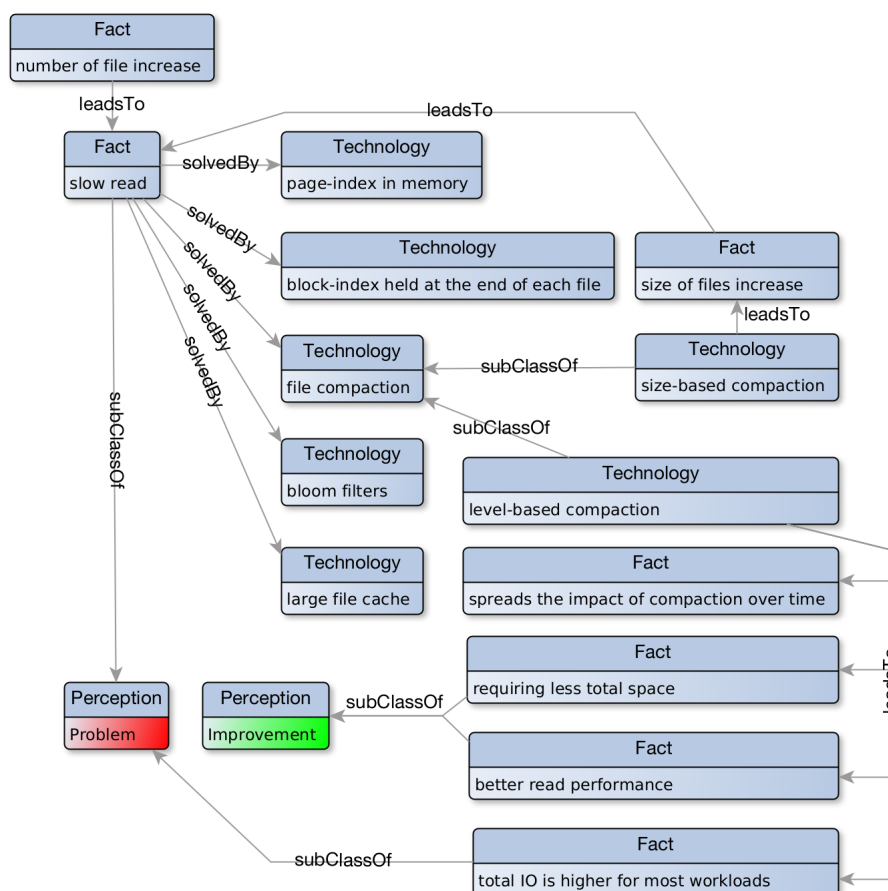 Fact
number of file increase
leadsTo
leadsTo
Fact
slow read
solvedBy
Technology
page-index in memory
solvedBy
Technology
block-index held at the end of each file
Fact
size of files increase
leadsTo
solvedBy
Technology
file compaction
subClassOf
Technology
size-based compaction
solvedBy
solvedBy
subClassOf
subClassOf
Technology
bloom filters
Technology
level-based compaction
Technology
large file cache
Fact
spreads the impact of compaction over time
Fact
requiring less total space
Perception
Problem
Perception
Improvement
subClassOf
Fact
better read performance
subClassOf
Fact
total IO is higher for most workloads